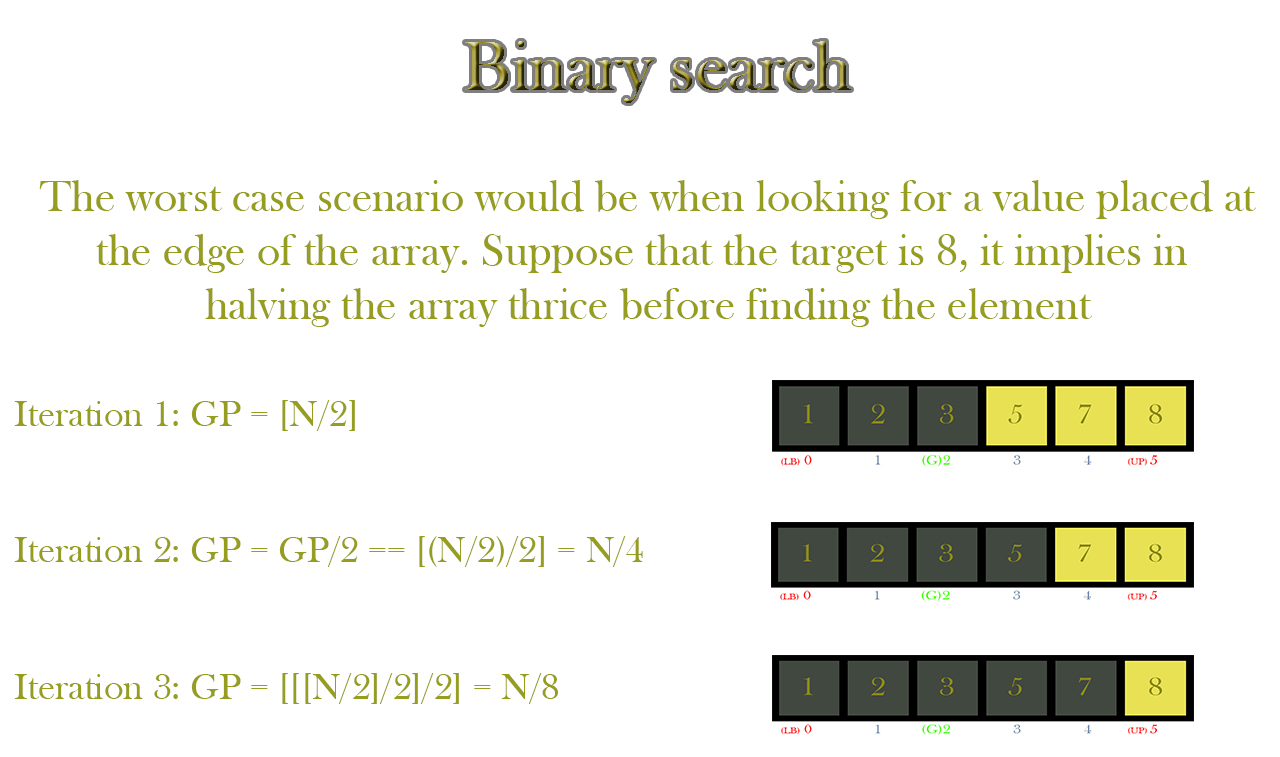 Binary search
The worst case scenario would be when looking for a value placed at
the edge of the array. Suppose that the target is 8, it implies in
halving the array thrice before finding the element
Iteration 1: GP = [N/2]
1 2 3 5 7 8
(LB) 0 1 (G)2 3 4 (UP) 5
Iteration 2: GP = GP/2 == [(N/2)/2] = N/4
1 2 3 5 7 8
(LB) 0 1 (G)2 3 4 (UP) 5
Iteration 3: GP = [[[N/2]/2]/2] = N/8
1 2 3 5 7 8
(LB) 0 1 (G)2 3 4 (UP) 5